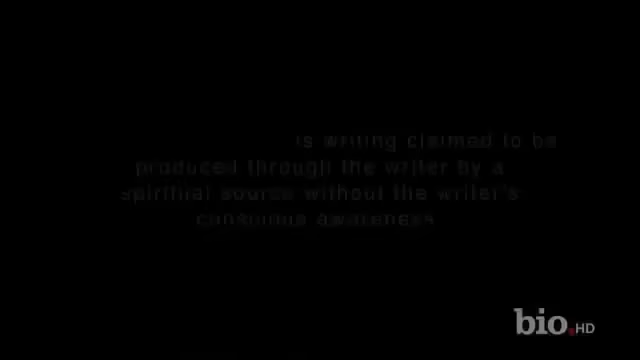 is writing claimed to be
produced through the writer by a
spiritual source without the writer's
conscious awareness
bio.HD